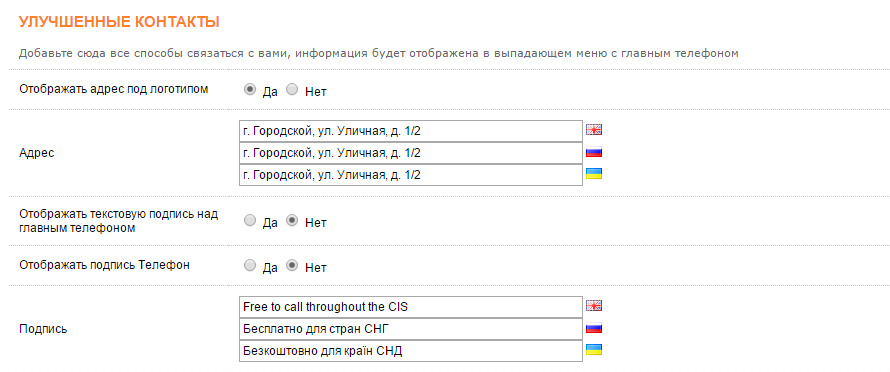 УЛУЧШЕННЫЕ КОНТАКТЫ
Добавьте сюда все способы связаться с вами, информация будет отображена в выпадающем меню с главным телефоном
Отображать адрес под логотипом
Да Нет
Адрес
г. Городской, ул. Уличная, д. 1/2
г. Городской, ул. Уличная, д. 1/2
г. Городской, ул. Уличная, д. 1/2
Отображать текстовую подпись над
главным телефоном
Да Нет
Отображать подпись Телефон
Да Нет
Подпись
Free to call throughout the CIS
Бесплатно для стран СНГ
Безкоштовно для країн СНД